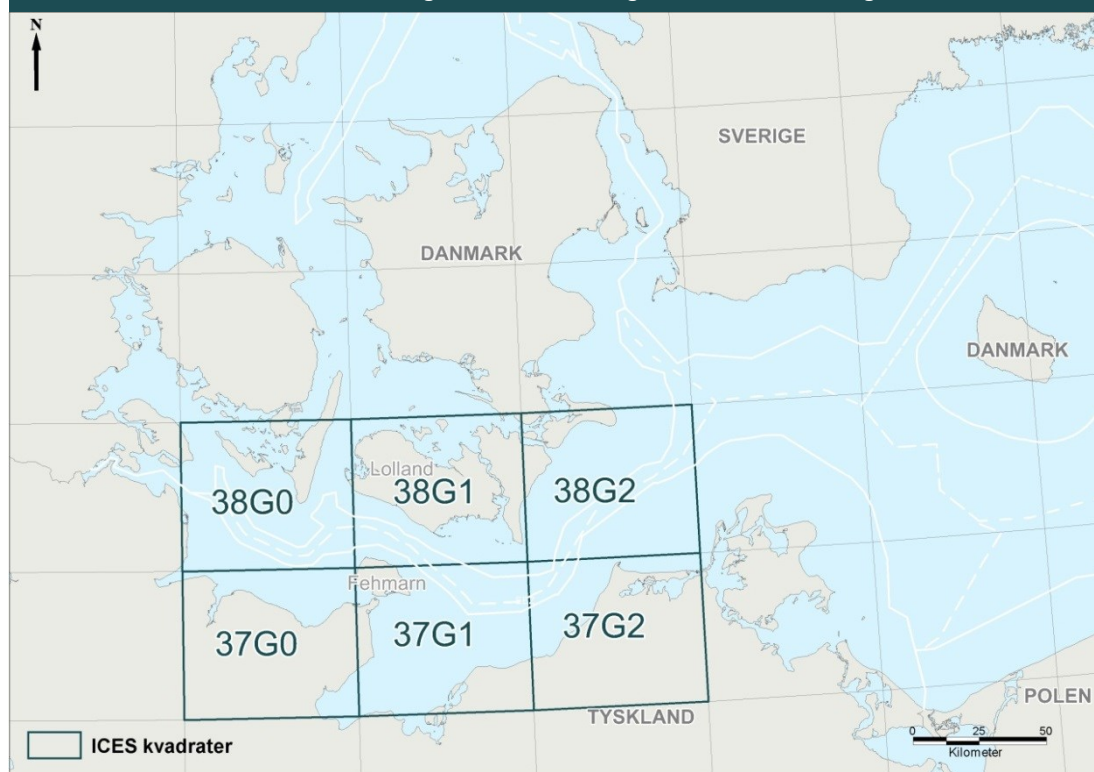 N
SVERIGE
DANMARK
DANMARK
Lolland
38G0
38G1
38G2
Fehmarn
37G0
37G1
37G2
TYSKLAND
POLEN
ICES kvadrater
0 25 50
Kilometer